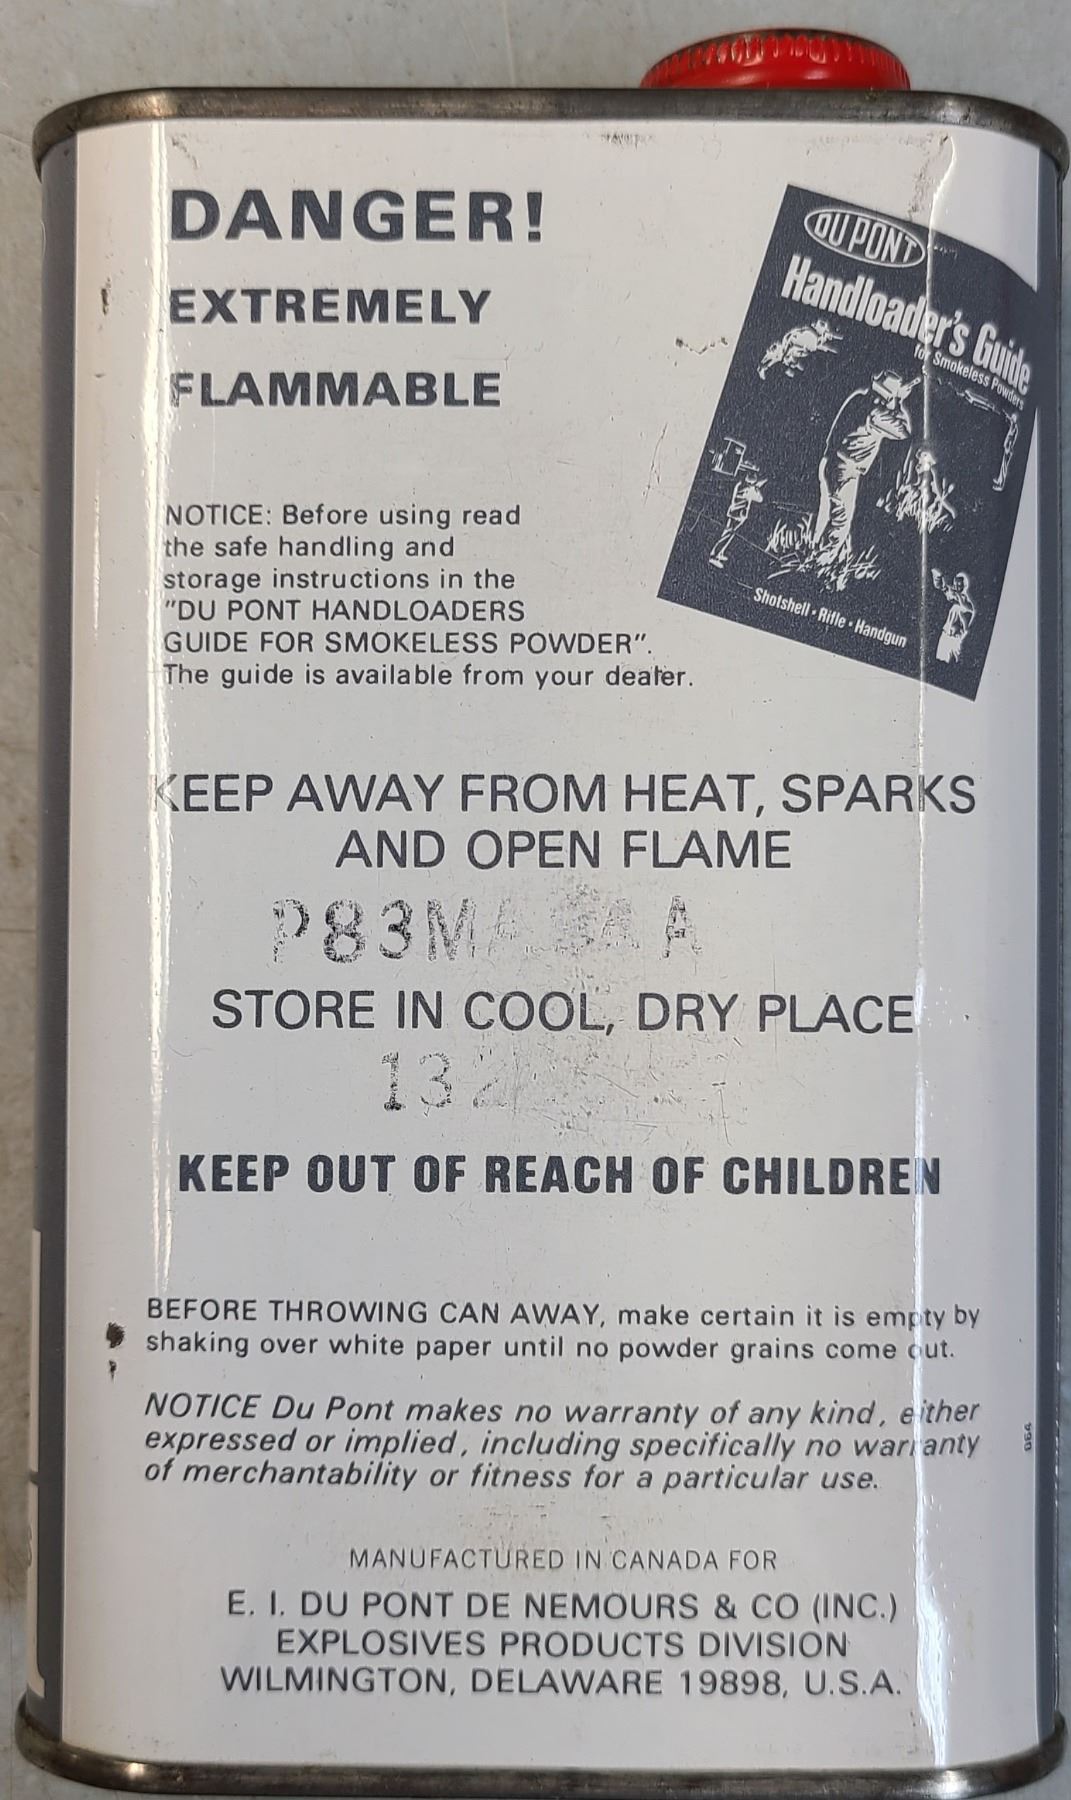 DANGER!
EXTREMELY
FLAMMABLE
DU PONT
Handloader's Guide
for Smokeless Powders
Shotshell • Rifle • Handgun
NOTICE: Before using read
the safe handling and
storage instructions in the
"DU PONT HANDLOADERS
GUIDE FOR SMOKELESS POWDER".
The guide is available from your dealer.
KEEP AWAY FROM HEAT, SPARKS
AND OPEN FLAME
STORE IN COOL, DRY PLACE
KEEP OUT OF REACH OF CHILDREN
BEFORE THROWING CAN AWAY, make certain it is empty by
shaking over white paper until no powder grains come out.
NOTICE Du Pont makes no warranty of any kind, either
expressed or implied, including specifically no warranty
of merchantability or fitness for a particular use.
064
MANUFACTURED IN CANADA FOR
E. I. DU PONT DE NEMOURS & CO (INC.)
EXPLOSIVES PRODUCTS DIVISION
WILMINGTON, DELAWARE 19898, U.S.A.